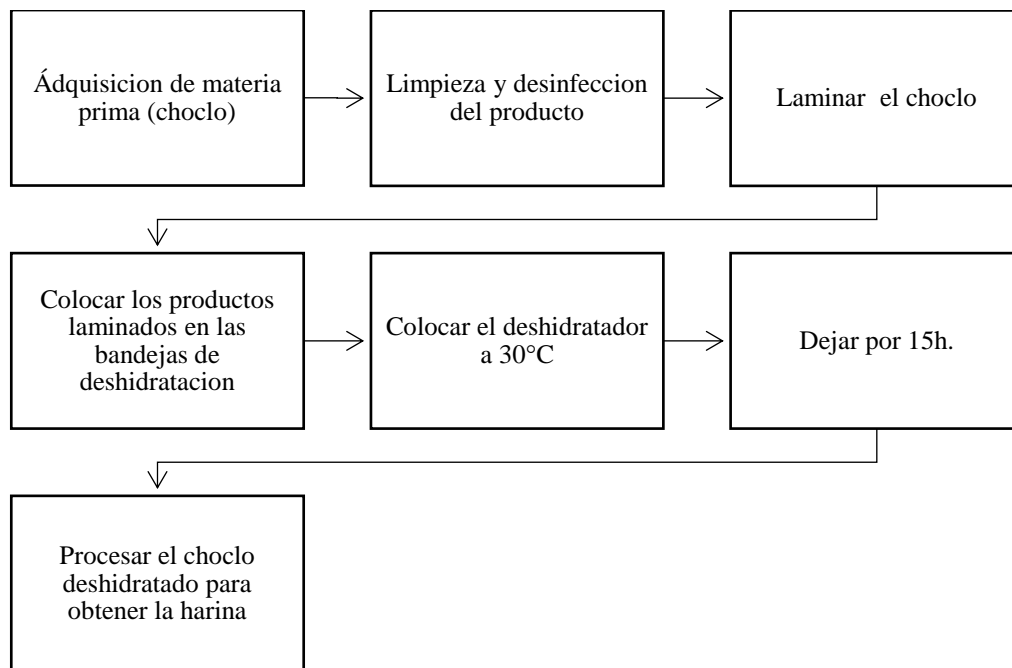 Ádquisicion de materia
prima (choclo)
Limpieza y desinfeccion
del producto
Laminar  el choclo
Colocar los productos
laminados en las
bandejas de
deshidratacion
Colocar el deshidratador
a 30°C
Dejar por 15h.
Procesar el choclo
deshidratado para
obtener la harina